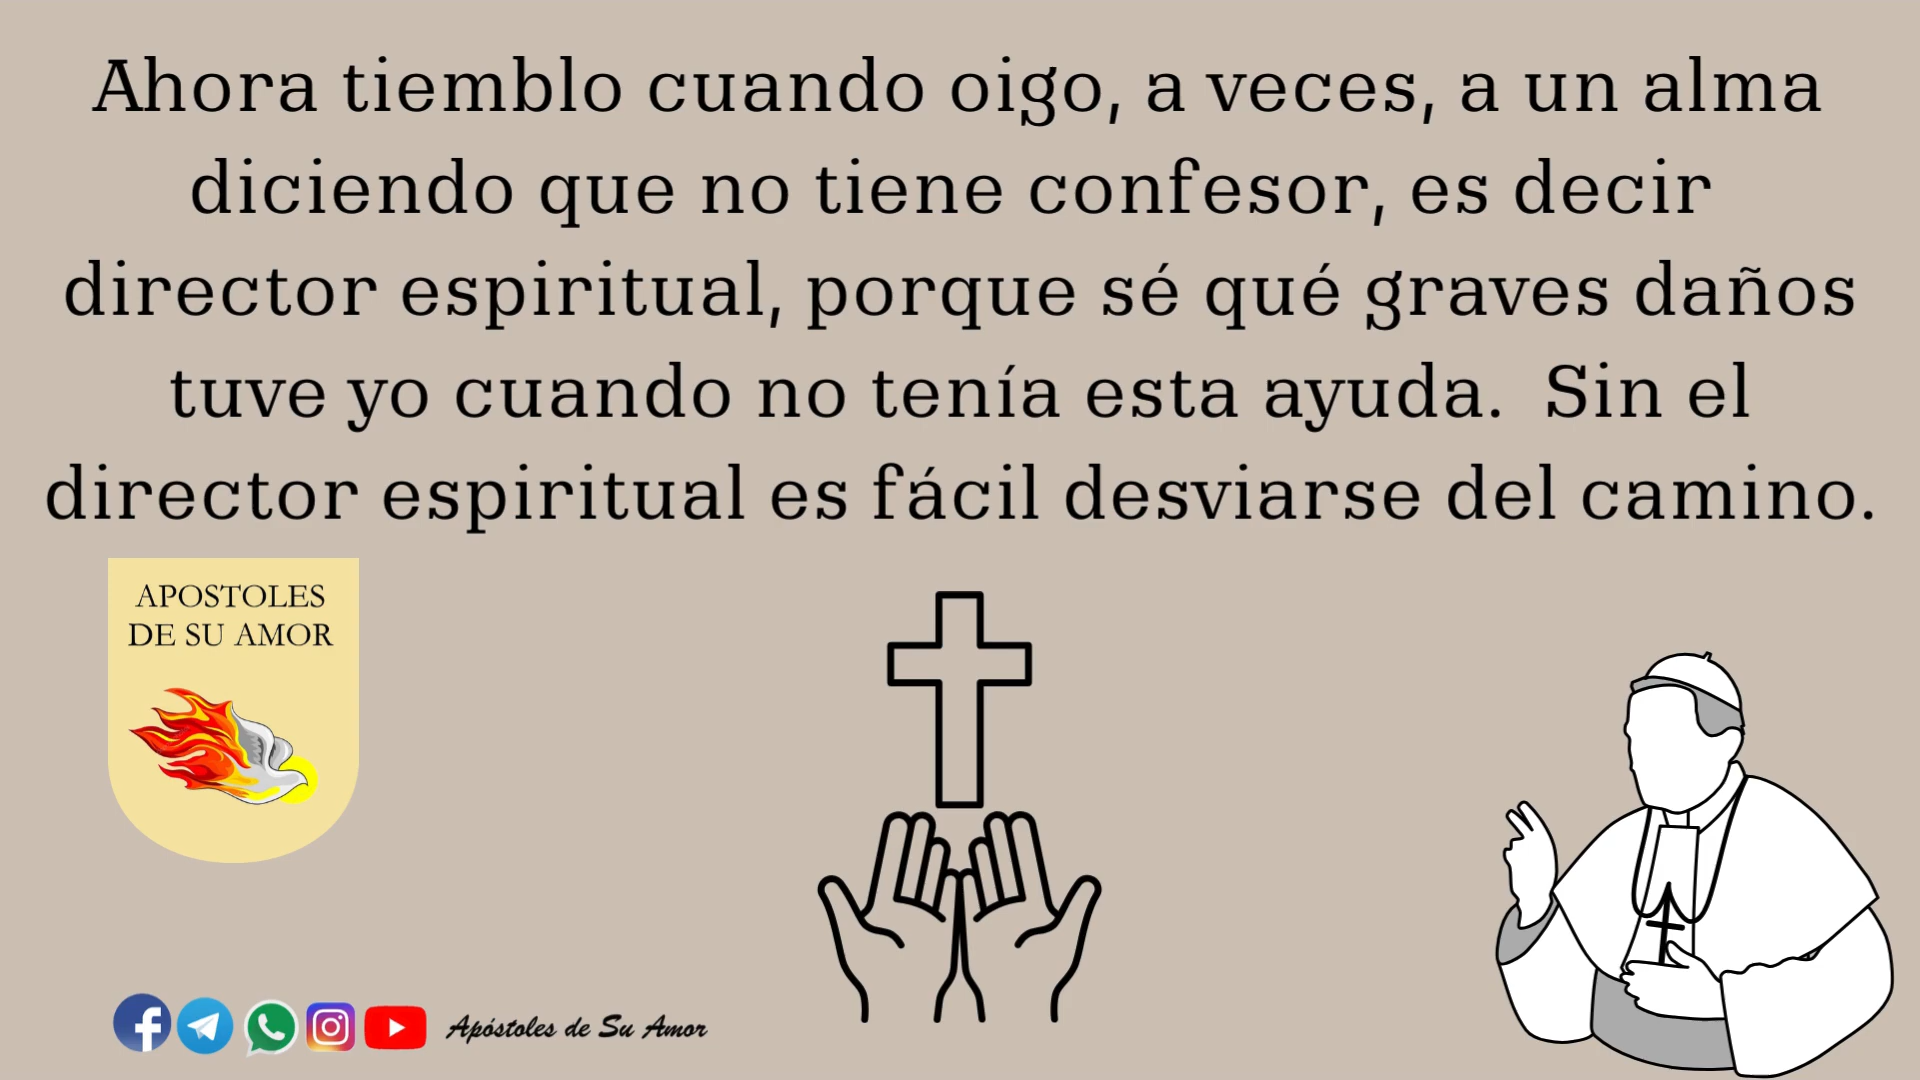 Ahora tiemblo cuando oigo, a veces, a un alma
diciendo que no tiene confesor, es decir
director espiritual, porque sé qué graves daños
tuve yo cuando no tenía esta ayuda.  Sin el
director espiritual es fácil desviarse del camino.
APOSTOLES
DE SU AMOR
Apóstoles de Su Amor